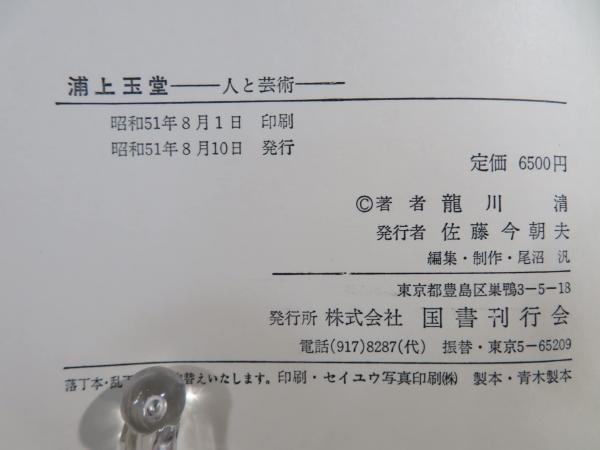 浦上玉堂――人と芸術――
昭和51年8月1日 印刷
昭和51年8月10日 発行
定価 6500円
©著者 龍川 清
発行者 佐藤今朝夫
編集・制作・尾沼 汎
東京都豊島区巣鴨3-5-18
発行所 株式会社 国書刊行会
電話(917)8287(代) 振替・東京5-65209
落丁本・乱丁 替えいたします。印刷・セイユウ写真印刷㈱ 製本・青木製本